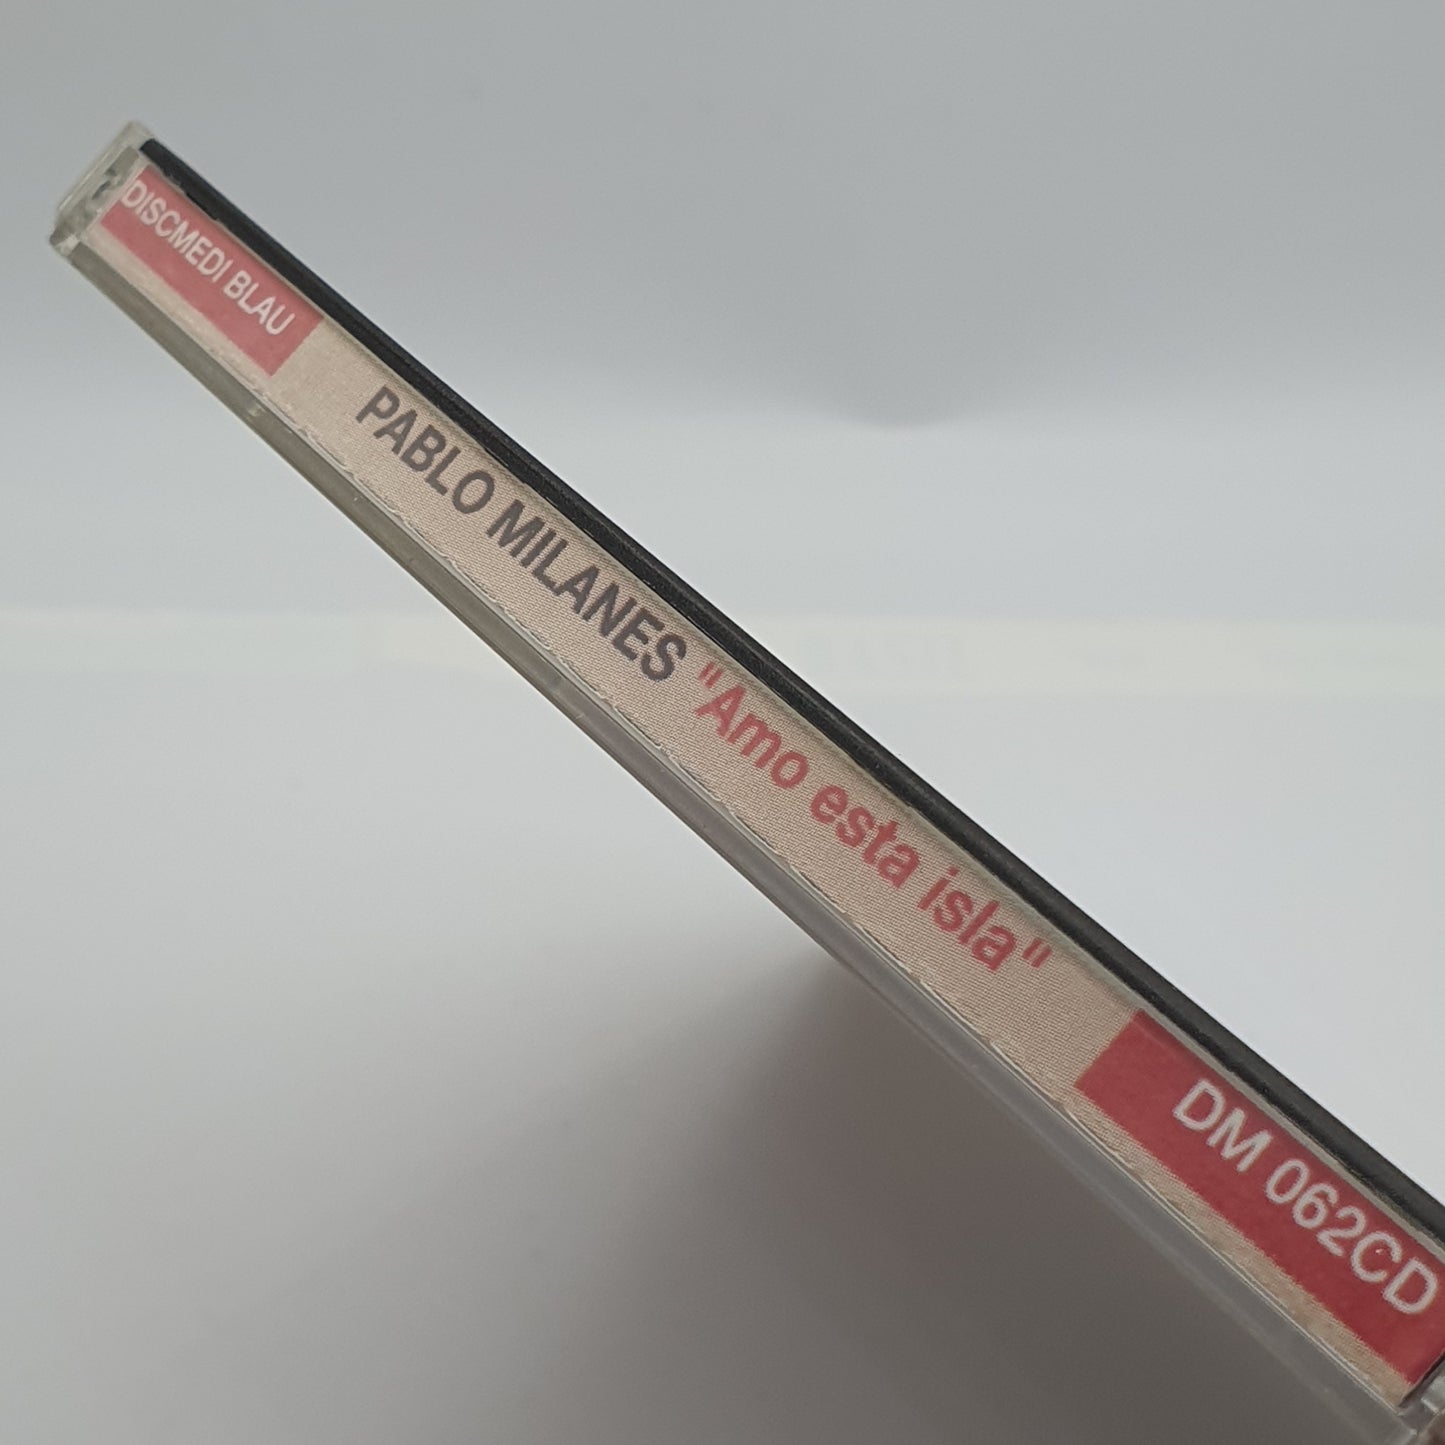 DISCMEDI BLAU
PABLO MILANES "Amo esta isla"
DM 062CD